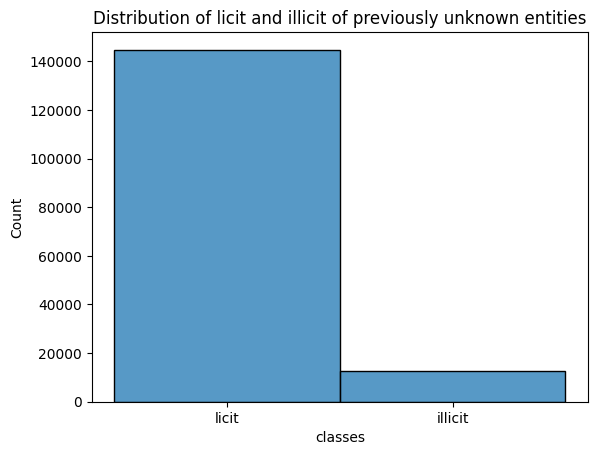 Distribution of licit and illicit of previously unknown entities
140000
120000
100000
80000
60000
40000
20000
0
Count
licit illicit
classes